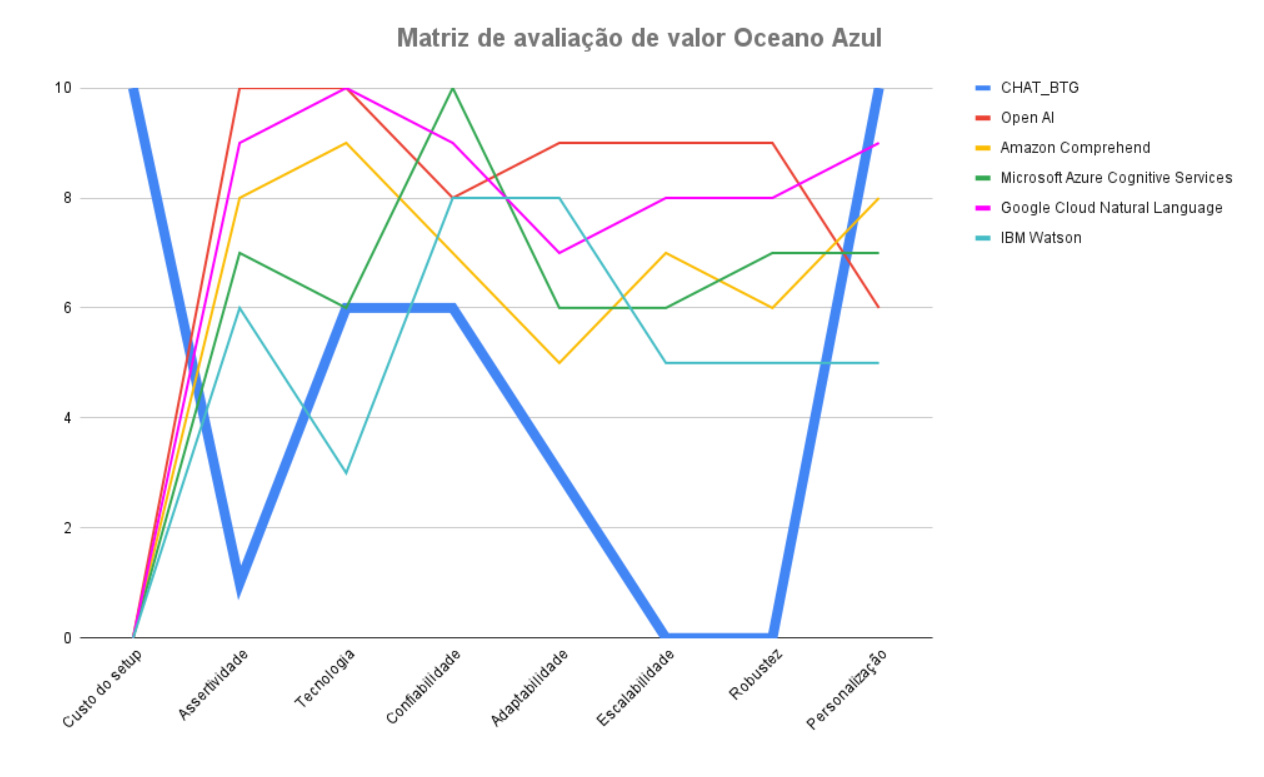 Matriz de avaliação de valor Oceano Azul
10
8
6
4
2
0
Custo do setup
Assertividade
Tecnologia
Confiabilidade
Adaptabilidade
Escalabilidade
Robustez
Personalização
CHAT_BTG
Open AI
Amazon Comprehend
Microsoft Azure Cognitive Services
Google Cloud Natural Language
IBM Watson